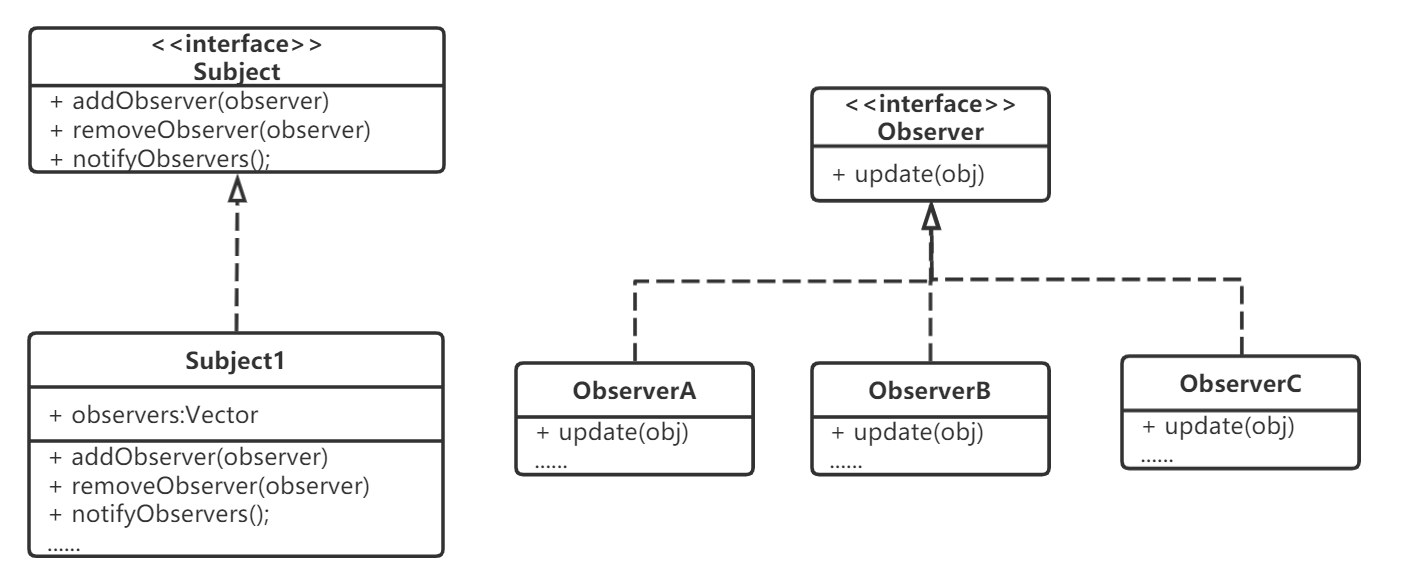 <<interface>>
Subject
+ addObserver(observer)
+ removeObserver(observer)
+ notifyObservers();
<<interface>>
Observer
+ update(obj)
Subject1
+ observers:Vector
+ addObserver(observer)
+ removeObserver(observer)
+ notifyObservers();
......
ObserverA
+ update(obj)
......
ObserverB
+ update(obj)
......
ObserverC
+ update(obj)
......